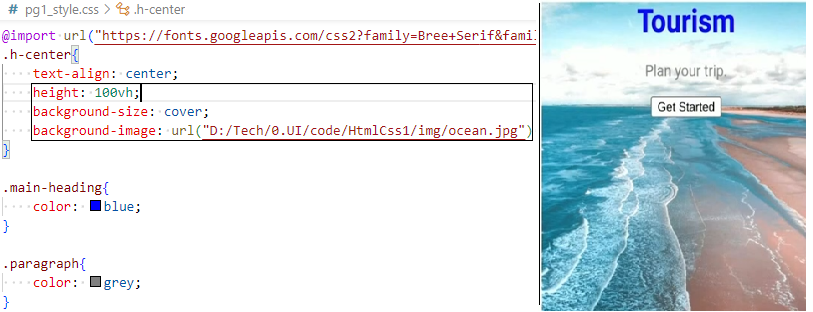 # pg1_style.css > .h-center
@import url("https://fonts.googleapis.com/css2?family=Bree+Serif&famil
.h-center{
text-align: center;
height: 100vh;
background-size: cover;
background-image: url("D:/Tech/0.UI/code/HtmlCss1/img/ocean.jpg")
}
.main-heading{
color: blue;
}
.paragraph{
color: grey;
}
Tourism
Plan your trip.
Get Started